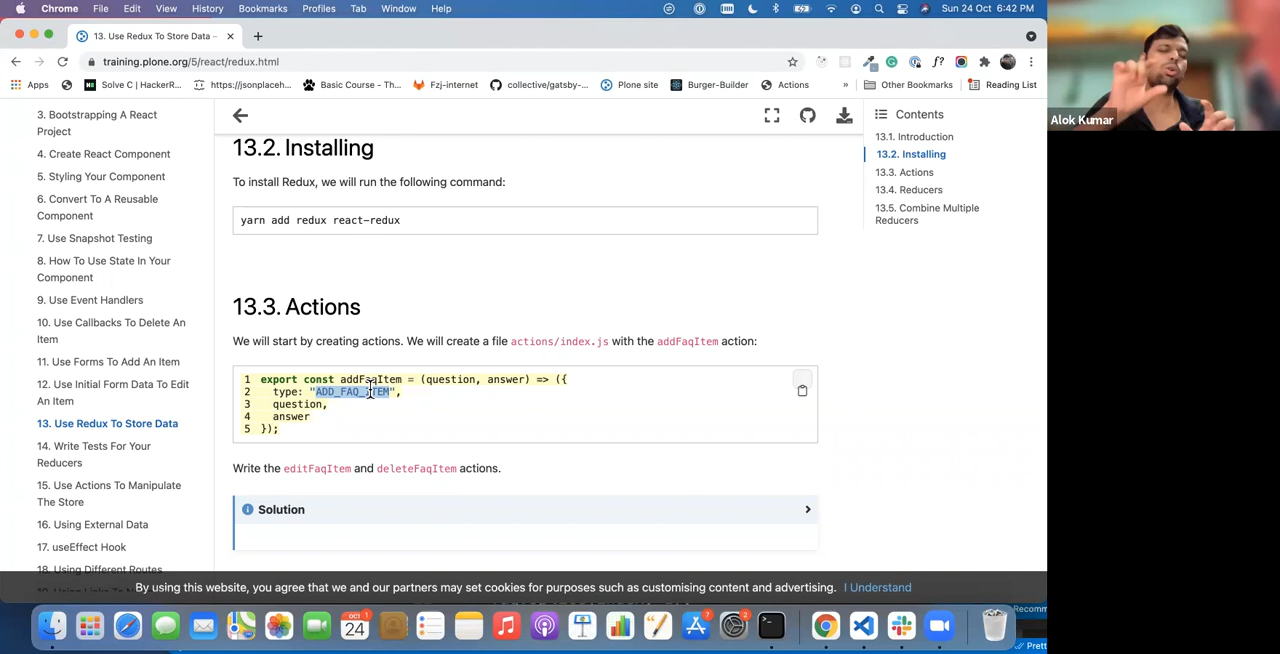 Chrome File Edit View History Bookmarks Profiles Tab Window Help
Sun 24 Oct 6:42 PM
13. Use Redux To Store Data –
training.plone.org/5/react/redux.html
Apps
Solve C | HackerR...
https://jsonplaceh...
Basic Course - Th...
Fzj-internet
collective/gatsby-...
Plone site
Burger-Builder
Actions
»
Other Bookmarks
Reading List
Alok Kumar
3. Bootstrapping A React
Project
4. Create React Component
5. Styling Your Component
6. Convert To A Reusable
Component
7. Use Snapshot Testing
8. How To Use State In Your
Component
9. Use Event Handlers
10. Use Callbacks To Delete An
Item
11. Use Forms To Add An Item
12. Use Initial Form Data To Edit
An Item
13. Use Redux To Store Data
14. Write Tests For Your
Reducers
15. Use Actions To Manipulate
The Store
16. Using External Data
17. useEffect Hook
18. Using Different Routes
13.2. Installing
To install Redux, we will run the following command:
yarn add redux react-redux
13.3. Actions
We will start by creating actions. We will create a file actions/index.js with the addFaqItem action:
1 export const addFaqItem = (question, answer) => ({
2 type: "ADD_FAQ_ITEM",
3 question,
4 answer
5 });
Write the editFaqItem and deleteFaqItem actions.
Solution
Contents
13.1. Introduction
13.2. Installing
13.3. Actions
13.4. Reducers
13.5. Combine Multiple
Reducers
By using this website, you agree that we and our partners may set cookies for purposes such as customising content and advertising. I Understand
OCT 1
24
7
2
Recomm
Prett